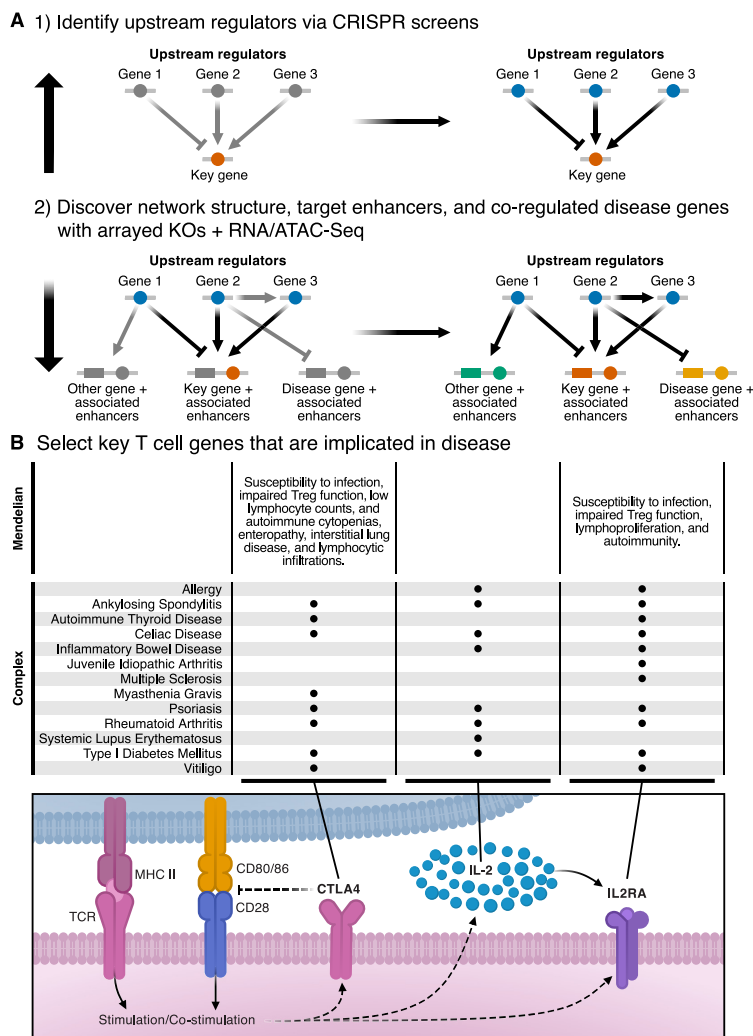 A 1) Identify upstream regulators via CRISPR screens
Upstream regulators
Gene 1 Gene 2 Gene 3
Key gene
Upstream regulators
Gene 1 Gene 2 Gene 3
Key gene
2) Discover network structure, target enhancers, and co-regulated disease genes
with arrayed KOs + RNA/ATAC-Seq
Upstream regulators
Gene 1 Gene 2 Gene 3
Other gene +
associated
enhancers
Key gene +
associated
enhancers
Disease gene +
associated
enhancers
Upstream regulators
Gene 1 Gene 2 Gene 3
Other gene +
associated
enhancers
Key gene +
associated
enhancers
Disease gene +
associated
enhancers
B Select key T cell genes that are implicated in disease
Mendelian
Susceptibility to infection,
impaired Treg function, low
lymphocyte counts, and
autoimmune cytopenias,
enteropathy, interstitial lung
disease, and lymphocytic
infiltrations.
Susceptibility to infection,
impaired Treg function,
lymphoproliferation, and
autoimmunity.
Complex
Allergy
Ankylosing Spondylitis
Autoimmune Thyroid Disease
Celiac Disease
Inflammatory Bowel Disease
Juvenile Idiopathic Arthritis
Multiple Sclerosis
Myasthenia Gravis
Psoriasis
Rheumatoid Arthritis
Systemic Lupus Erythematosus
Type I Diabetes Mellitus
Vitiligo
MHC II
TCR
CD80/86
CD28
CTLA4
IL-2
IL2RA
Stimulation/Co-stimulation